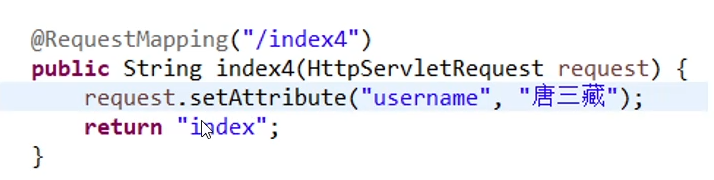 @RequestMapping("/index4")
public String index4(HttpServletRequest request) {
request.setAttribute("username", "唐三藏");
return "index";
}